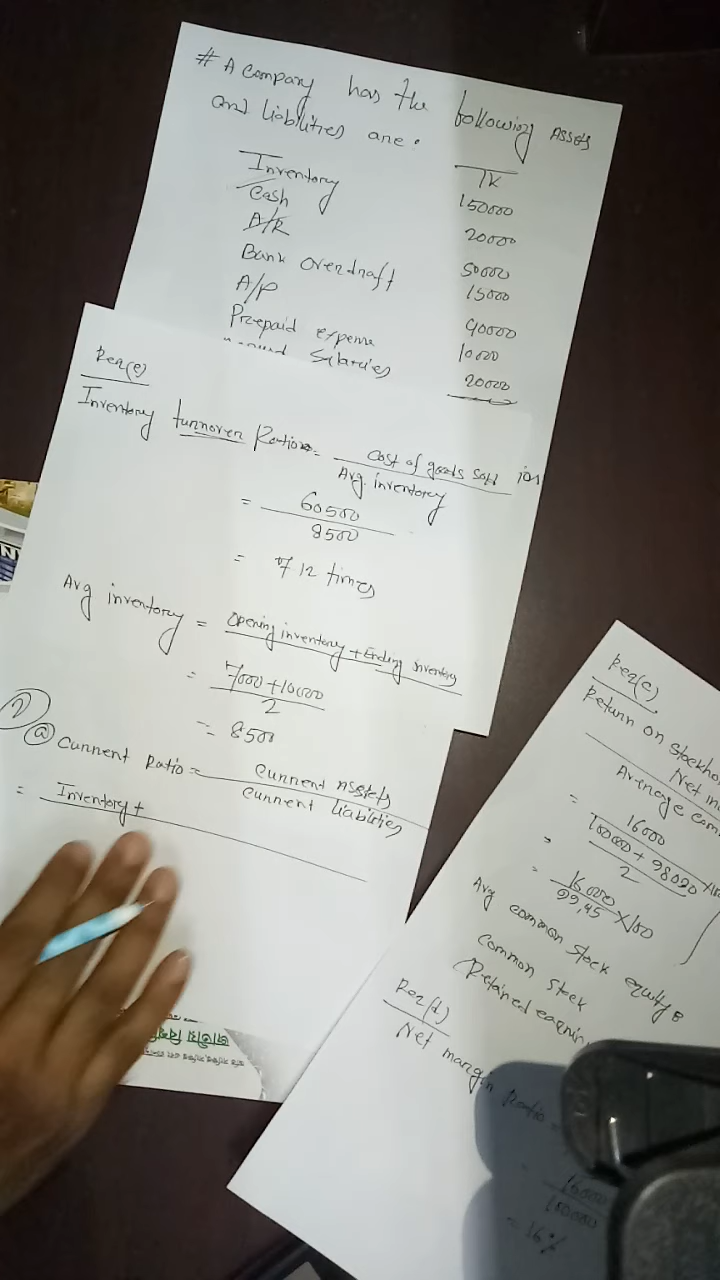 # A company has the following Assets
and liabilities are:
TK
Inventory 150000
Cash 20000
A/R 50000
Bank overdraft 15000
A/P 90000
Prepaid expense 10000
Salaries 20000
Req(e)
Inventory turnover Ratio = Cost of goods sold
Avg. inventory
= 60500
8500
= 7.12 times
Avg inventory = Opening inventory + Ending inventory
= 7000 + 10000
2
= 8500
2
(a) Current Ratio = Current Assets
Current liabilities
= Inventory +
Req(c)
Return on Stockho
Net in
Average com
= 16000
100000 + 98090
2
= 16000 × 100
99,45
Avg common stock equity =
Common stock
Retained earnin
Req(d)
Net margin Ratio =
16000
100000
= 16%